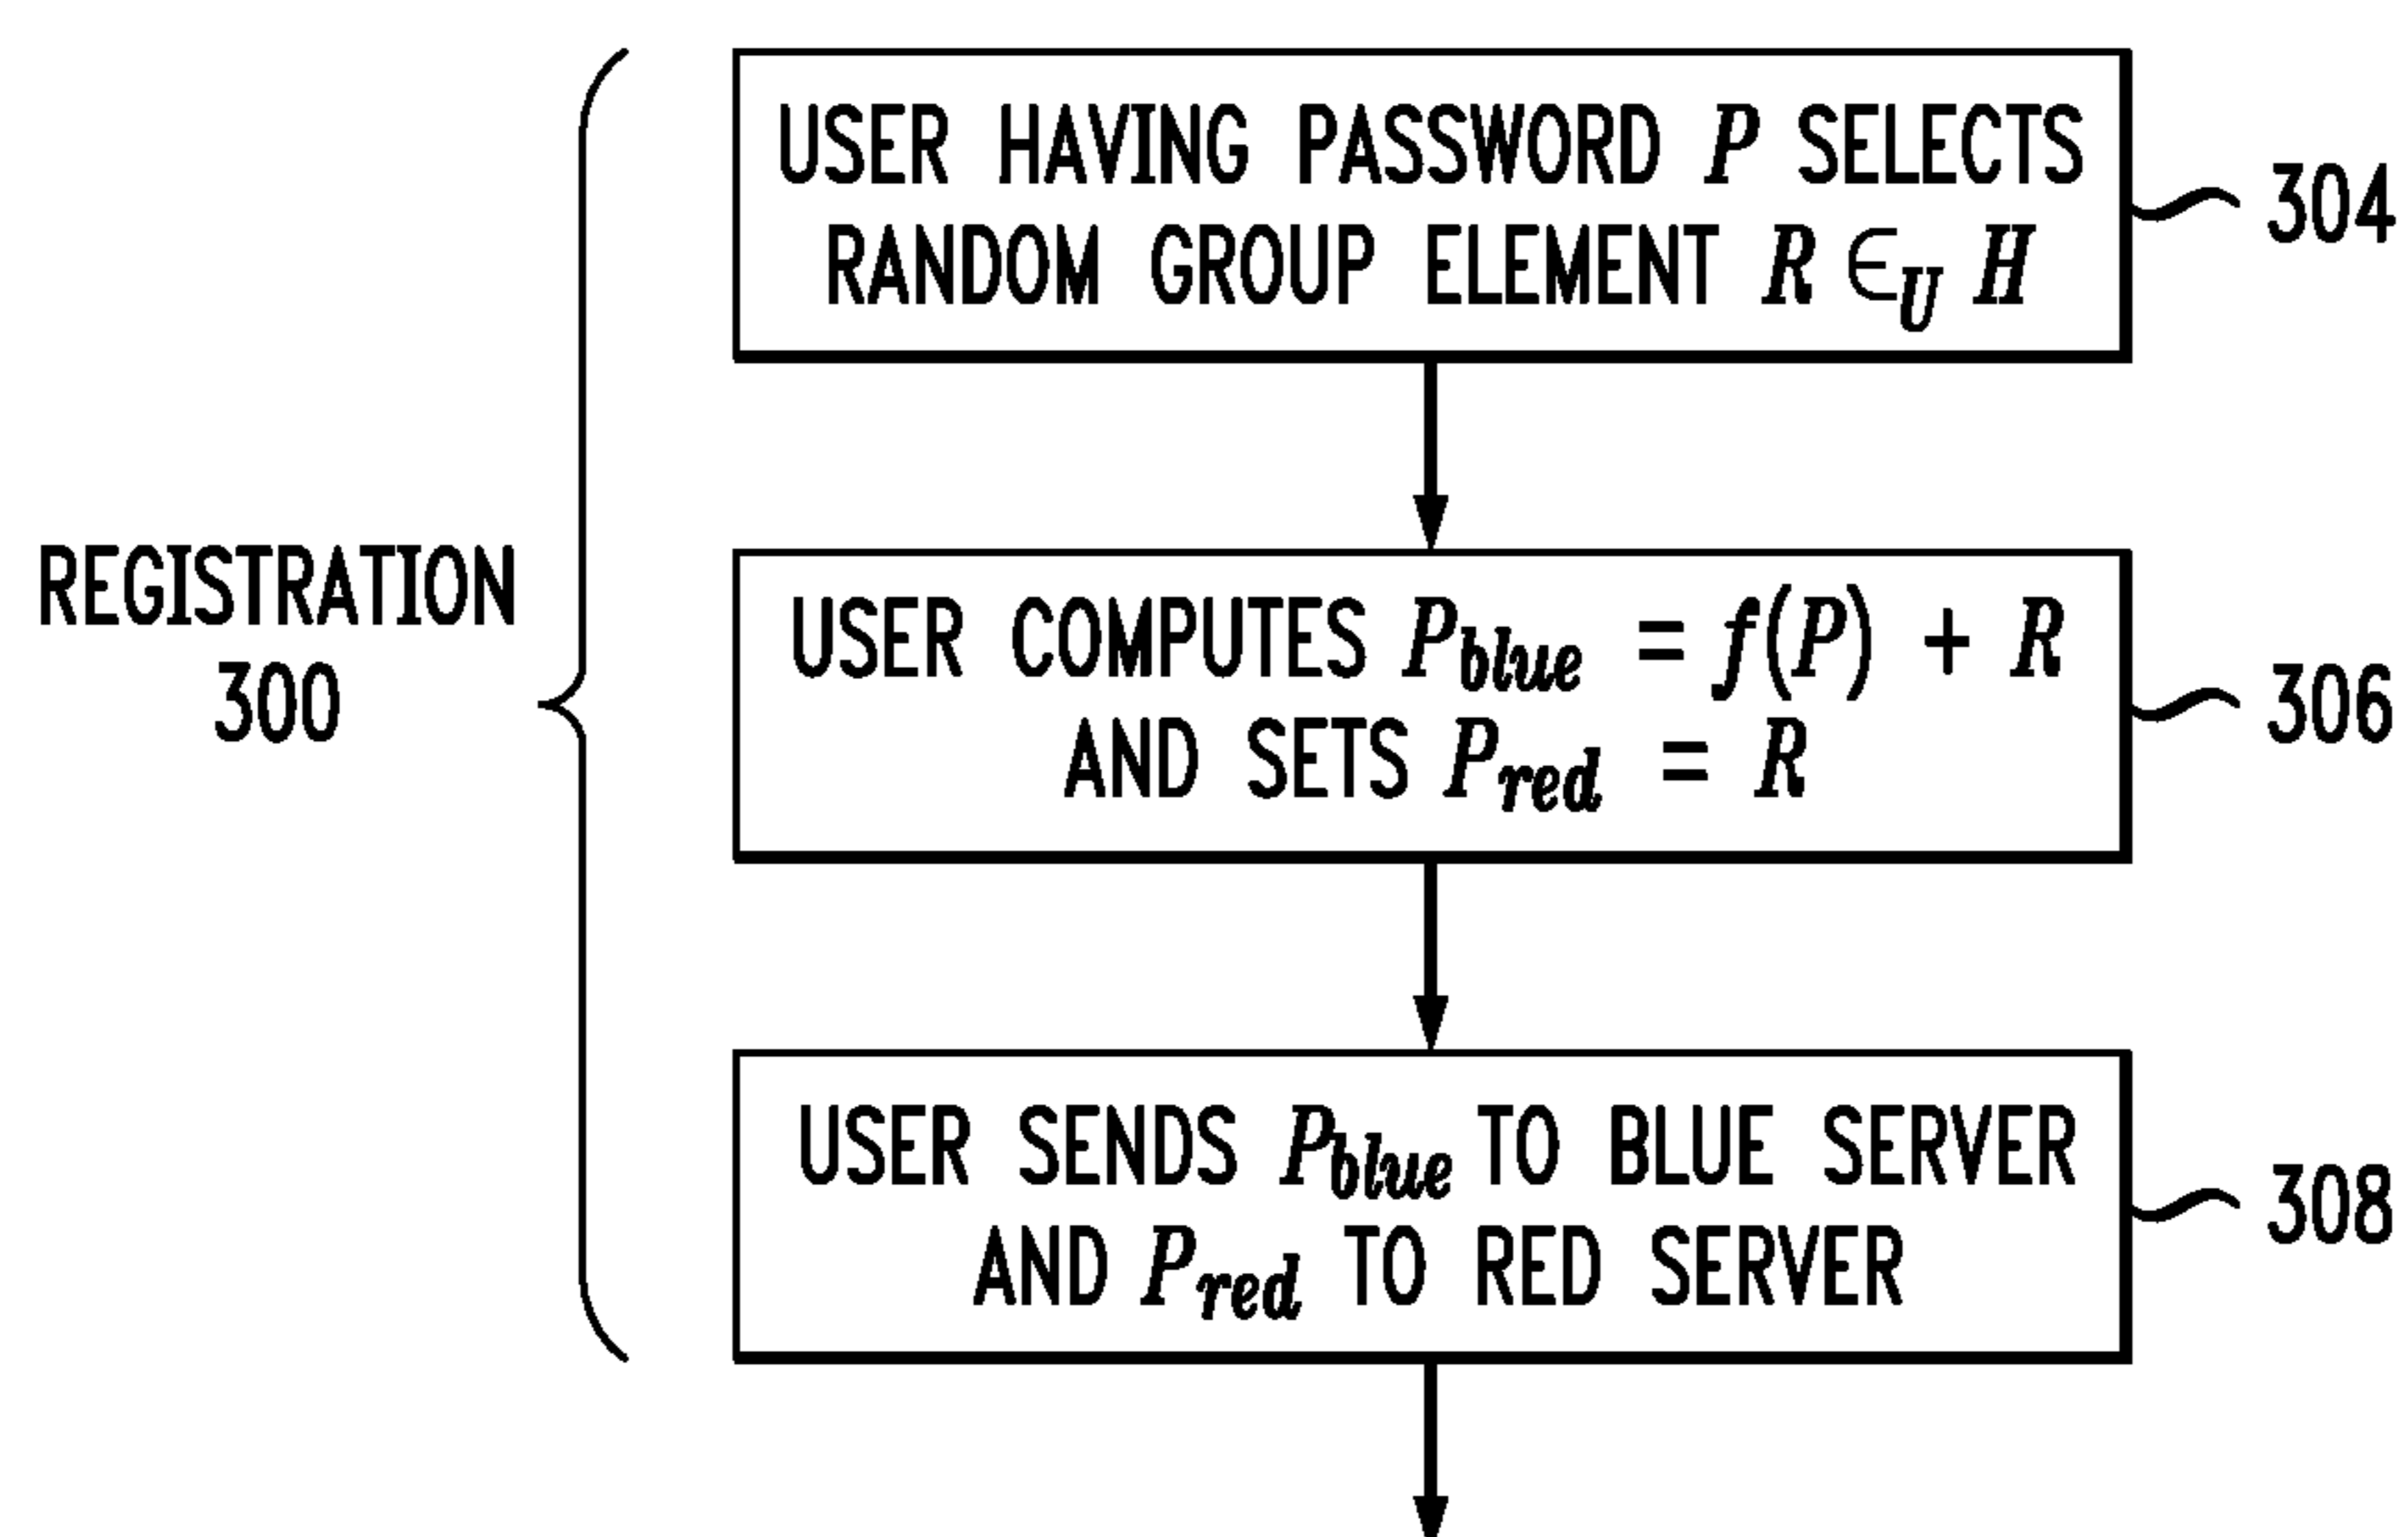 USER HAVING PASSWORD P SELECTS
RANDOM GROUP ELEMENT R ∈U H
304
REGISTRATION
300
USER COMPUTES Pblue = f(P) + R
AND SETS Pred = R
306
USER SENDS Pblue TO BLUE SERVER
AND Pred TO RED SERVER
308